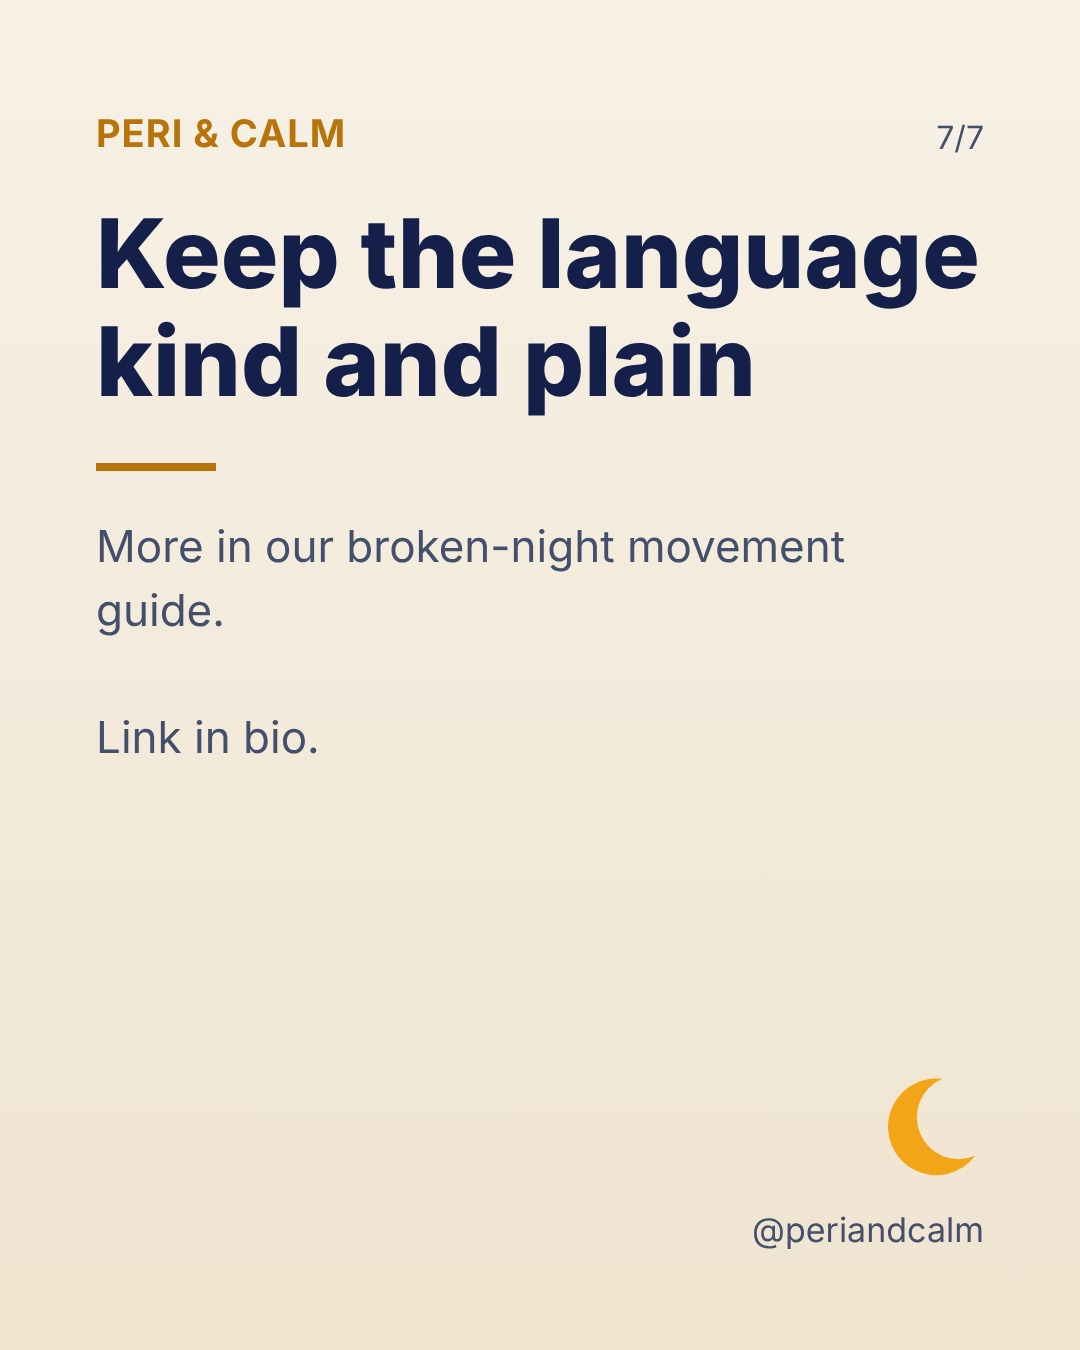 PERI & CALM
7/7
Keep the language
kind and plain
More in our broken-night movement
guide.
Link in bio.
@periandcalm